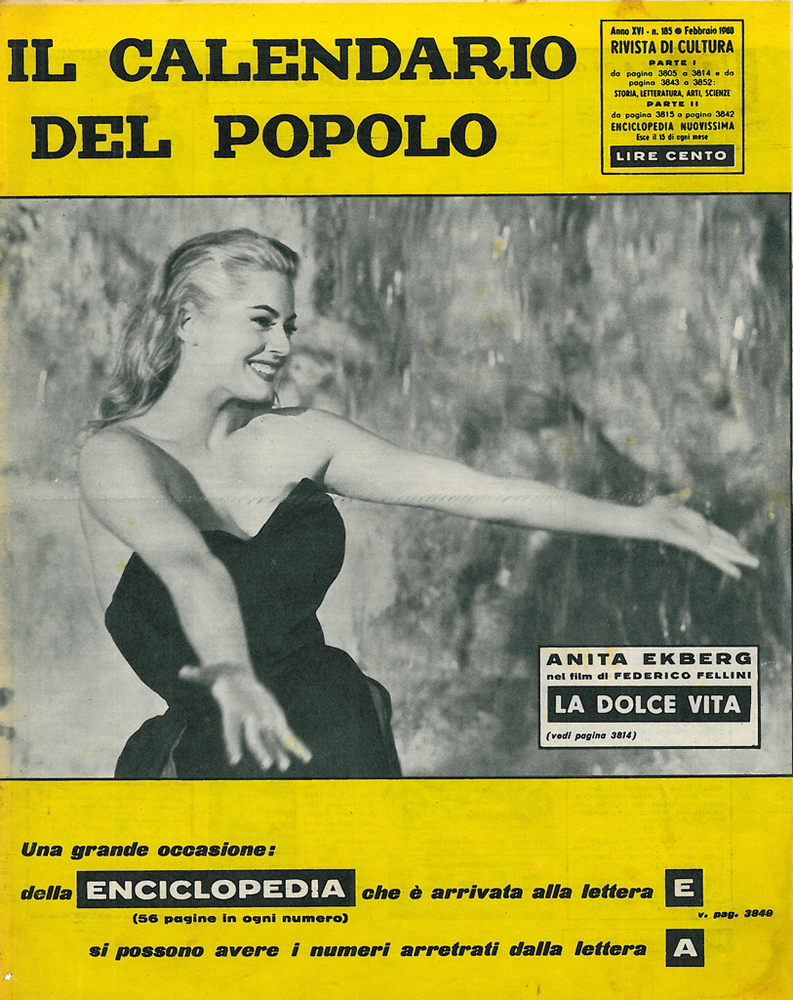 IL CALENDARIO
DEL POPOLO
Anno XVI - n. 185 ● Febbraio 1960
RIVISTA DI CULTURA
PARTE I
da pagina 3805 a 3814 e da
pagina 3843 a 3852:
STORIA, LETTERATURA, ARTI, SCIENZE
PARTE II
da pagina 3815 a pagina 3842
ENCICLOPEDIA NUOVISSIMA
Esce il 15 di ogni mese
LIRE CENTO
ANITA EKBERG
nel film di FEDERICO FELLINI
LA DOLCE VITA
(vedi pagina 3814)
Una grande occasione:
della ENCICLOPEDIA che è arrivata alla lettera E
(56 pagine in ogni numero)
v. pag. 3849
si possono avere i numeri arretrati dalla lettera A